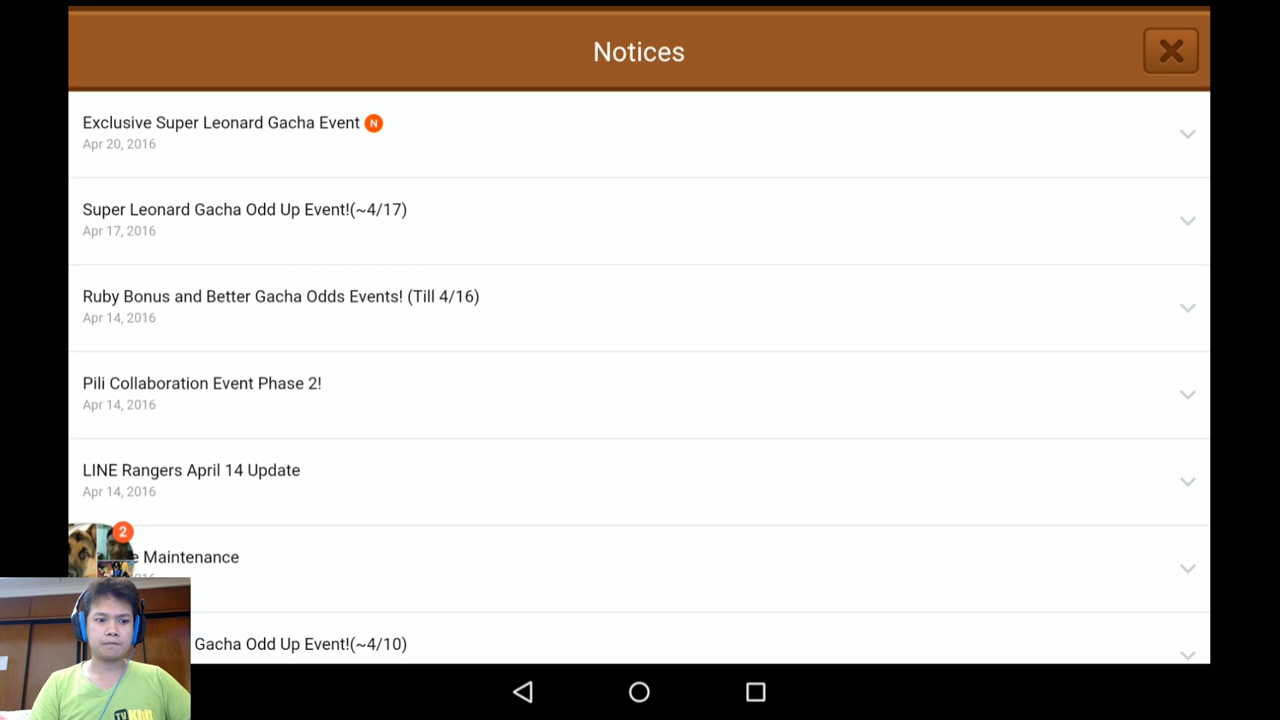 Notices
Exclusive Super Leonard Gacha Event N
Apr 20, 2016
Super Leonard Gacha Odd Up Event!(~4/17)
Apr 17, 2016
Ruby Bonus and Better Gacha Odds Events! (Till 4/16)
Apr 14, 2016
Pili Collaboration Event Phase 2!
Apr 14, 2016
LINE Rangers April 14 Update
Apr 14, 2016
2
e Maintenance
Gacha Odd Up Event!(~4/10)